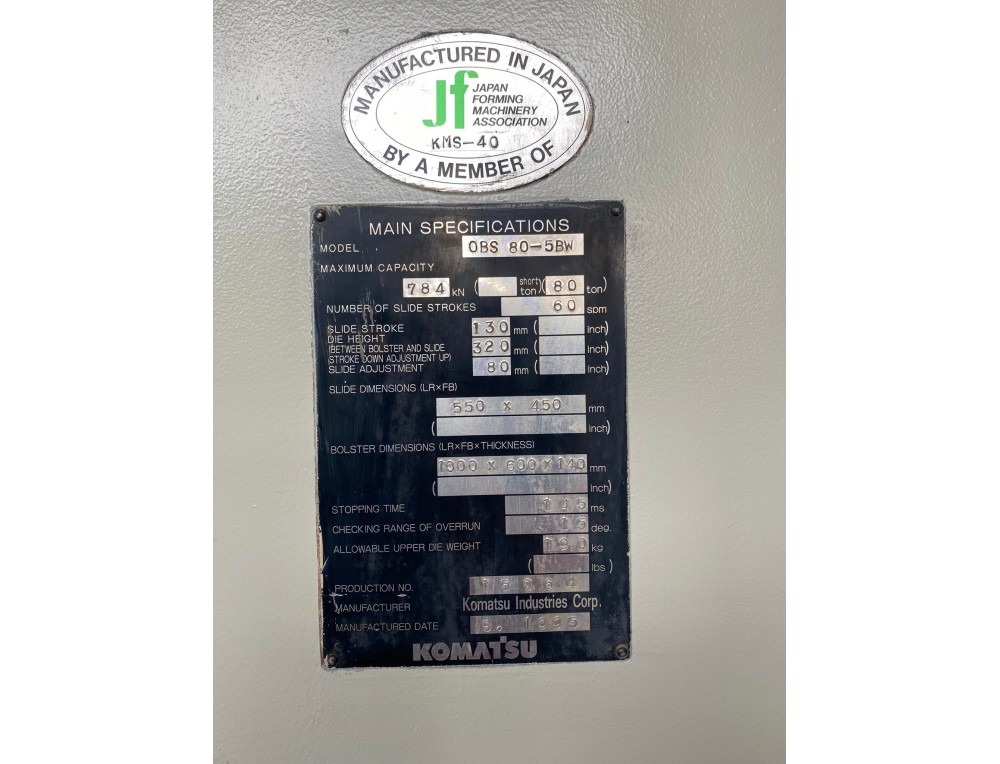 MANUFACTURED IN JAPAN
Jf JAPAN
FORMING
MACHINERY
ASSOCIATION
KMS-40
BY A MEMBER OF
MAIN SPECIFICATIONS
MODEL OBS 80-5BW
MAXIMUM CAPACITY
784 kN ( short ton)( 80 ton)
NUMBER OF SLIDE STROKES 60 spm
SLIDE STROKE 130 mm ( inch)
DIE HEIGHT
(BETWEEN BOLSTER AND SLIDE 320 mm ( inch)
STROKE DOWN ADJUSTMENT UP)
SLIDE ADJUSTMENT 80 mm ( inch)
SLIDE DIMENSIONS (LR×FB)
550 X 450 mm
( inch)
BOLSTER DIMENSIONS (LR×FB×THICKNESS)
1000 X 600 X 140 mm
( inch)
STOPPING TIME ms
CHECKING RANGE OF OVERRUN 15 deg.
ALLOWABLE UPPER DIE WEIGHT 190 kg
( lbs)
PRODUCTION NO.
MANUFACTURER Komatsu Industries Corp.
MANUFACTURED DATE 1995
KOMATSU